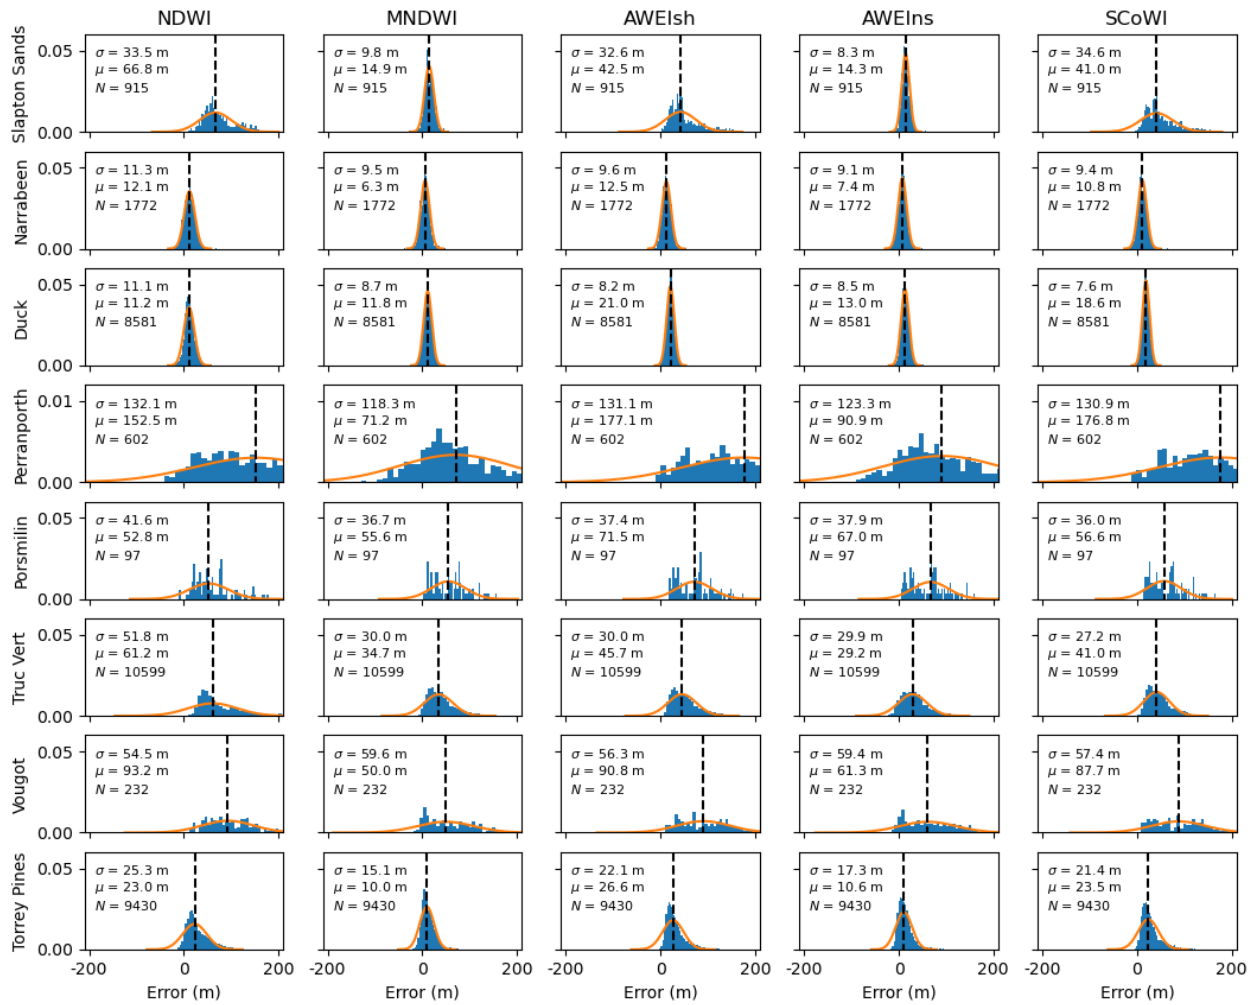 NDWI MNDWI AWEIsh AWEIns SCoWI
Slapton Sands
0.05
0.00
σ = 33.5 m
μ = 66.8 m
N = 915
σ = 9.8 m
μ = 14.9 m
N = 915
σ = 32.6 m
μ = 42.5 m
N = 915
σ = 8.3 m
μ = 14.3 m
N = 915
σ = 34.6 m
μ = 41.0 m
N = 915
Narrabeen
0.05
0.00
σ = 11.3 m
μ = 12.1 m
N = 1772
σ = 9.5 m
μ = 6.3 m
N = 1772
σ = 9.6 m
μ = 12.5 m
N = 1772
σ = 9.1 m
μ = 7.4 m
N = 1772
σ = 9.4 m
μ = 10.8 m
N = 1772
Duck
0.05
0.00
σ = 11.1 m
μ = 11.2 m
N = 8581
σ = 8.7 m
μ = 11.8 m
N = 8581
σ = 8.2 m
μ = 21.0 m
N = 8581
σ = 8.5 m
μ = 13.0 m
N = 8581
σ = 7.6 m
μ = 18.6 m
N = 8581
Perranporth
0.01
0.00
σ = 132.1 m
μ = 152.5 m
N = 602
σ = 118.3 m
μ = 71.2 m
N = 602
σ = 131.1 m
μ = 177.1 m
N = 602
σ = 123.3 m
μ = 90.9 m
N = 602
σ = 130.9 m
μ = 176.8 m
N = 602
Porsmilin
0.05
0.00
σ = 41.6 m
μ = 52.8 m
N = 97
σ = 36.7 m
μ = 55.6 m
N = 97
σ = 37.4 m
μ = 71.5 m
N = 97
σ = 37.9 m
μ = 67.0 m
N = 97
σ = 36.0 m
μ = 56.6 m
N = 97
Truc Vert
0.05
0.00
σ = 51.8 m
μ = 61.2 m
N = 10599
σ = 30.0 m
μ = 34.7 m
N = 10599
σ = 30.0 m
μ = 45.7 m
N = 10599
σ = 29.9 m
μ = 29.2 m
N = 10599
σ = 27.2 m
μ = 41.0 m
N = 10599
Vougot
0.05
0.00
σ = 54.5 m
μ = 93.2 m
N = 232
σ = 59.6 m
μ = 50.0 m
N = 232
σ = 56.3 m
μ = 90.8 m
N = 232
σ = 59.4 m
μ = 61.3 m
N = 232
σ = 57.4 m
μ = 87.7 m
N = 232
Torrey Pines
0.05
0.00
σ = 25.3 m
μ = 23.0 m
N = 9430
σ = 15.1 m
μ = 10.0 m
N = 9430
σ = 22.1 m
μ = 26.6 m
N = 9430
σ = 17.3 m
μ = 10.6 m
N = 9430
σ = 21.4 m
μ = 23.5 m
N = 9430
-200 0 200 -200 0 200 -200 0 200 -200 0 200 -200 0 200
Error (m) Error (m) Error (m) Error (m) Error (m)